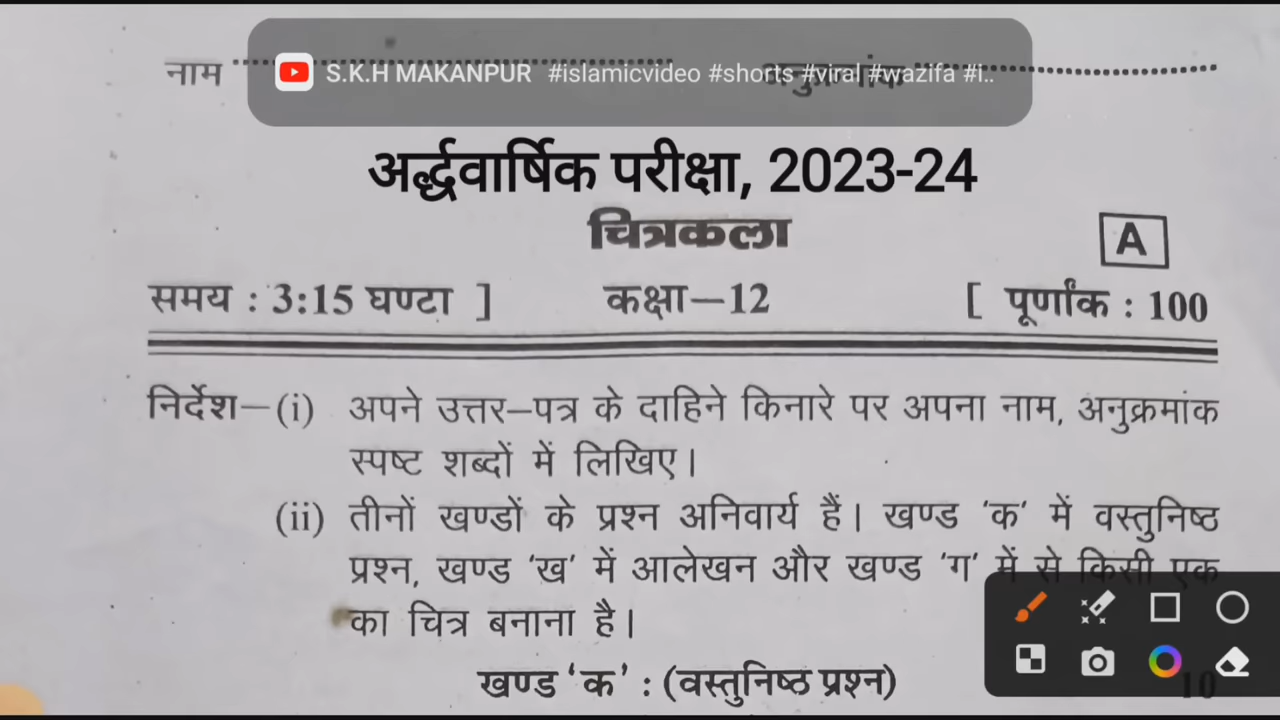 नाम
S.K.H MAKANPUR #islamicvideo #shorts #viral #wazifa #i..
अनुक्रमांक
अर्द्धवार्षिक परीक्षा, 2023-24
चित्रकला
A
समय : 3:15 घण्टा ] कक्षा–12 [ पूर्णांक : 100
निर्देश–(i) अपने उत्तर–पत्र के दाहिने किनारे पर अपना नाम, अनुक्रमांक
स्पष्ट शब्दों में लिखिए।
(ii) तीनों खण्डों के प्रश्न अनिवार्य हैं। खण्ड ‘क’ में वस्तुनिष्ठ
प्रश्न, खण्ड ‘ख’ में आलेखन और खण्ड ‘ग’ में से किसी एक
का चित्र बनाना है।
खण्ड ‘क’ : (वस्तुनिष्ठ प्रश्न)
10